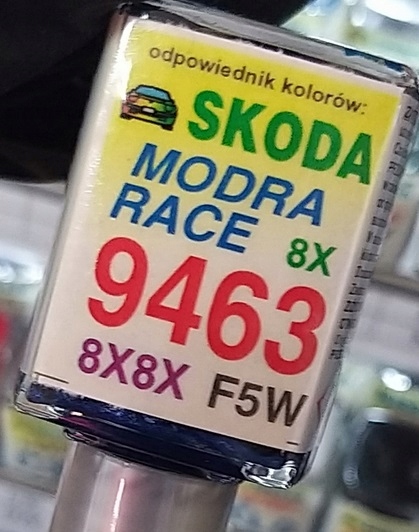 odpowiednik kolorów:
SKODA
MODRA
RACE 8X
9463
8X8X F5W